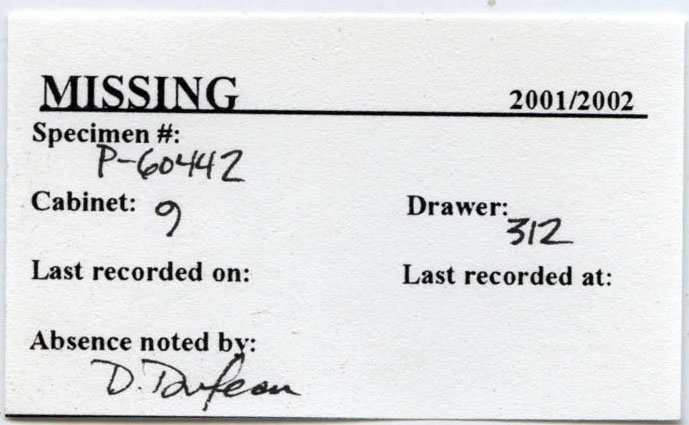 MISSING 2001/2002
Specimen #:
P-60442
Cabinet: 9 Drawer: 312
Last recorded on: Last recorded at:
Absence noted by:
D.